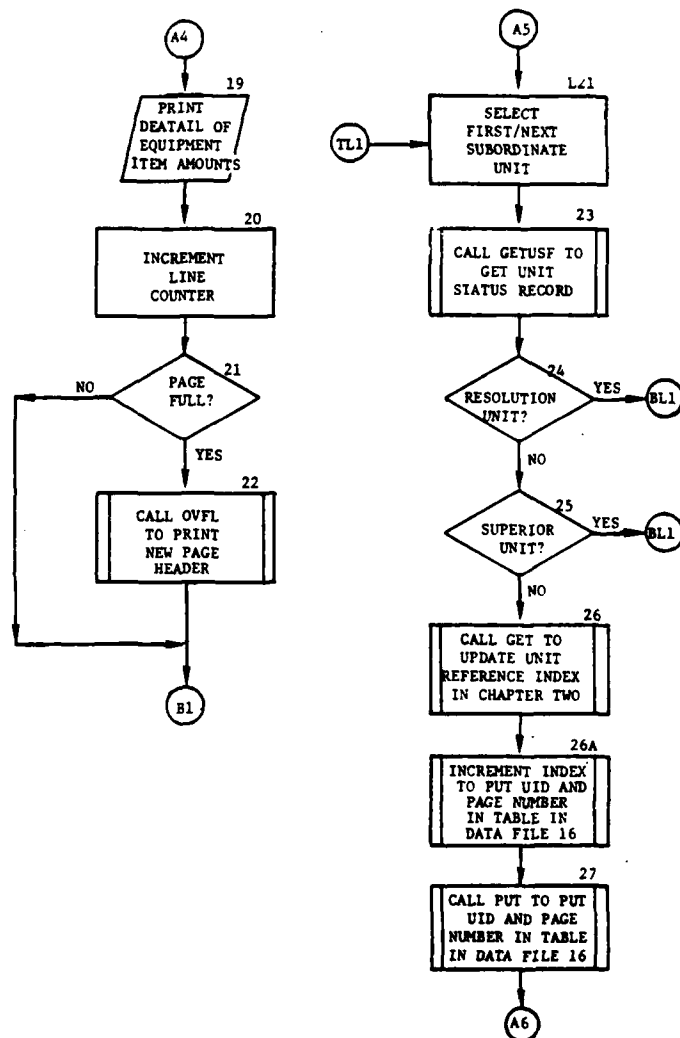 A4
19
PRINT
DEATAIL OF
EQUIPMENT
ITEM AMOUNTS
20
INCREMENT
LINE
COUNTER
21
PAGE
FULL?
NO
YES
22
CALL OVFL
TO PRINT
NEW PAGE
HEADER
B1
A5
L21
SELECT
FIRST/NEXT
SUBORDINATE
UNIT
TL1
23
CALL GETUSF TO
GET UNIT
STATUS RECORD
24
RESOLUTION
UNIT?
YES
BL1
NO
25
SUPERIOR
UNIT?
YES
BL1
NO
26
CALL GET TO
UPDATE UNIT
REFERENCE INDEX
IN CHAPTER TWO
26A
INCREMENT INDEX
TO PUT UID AND
PAGE NUMBER
IN TABLE IN
DATA FILE 16
27
CALL PUT TO PUT
UID AND PAGE
NUMBER IN TABLE
IN DATA FILE 16
A6